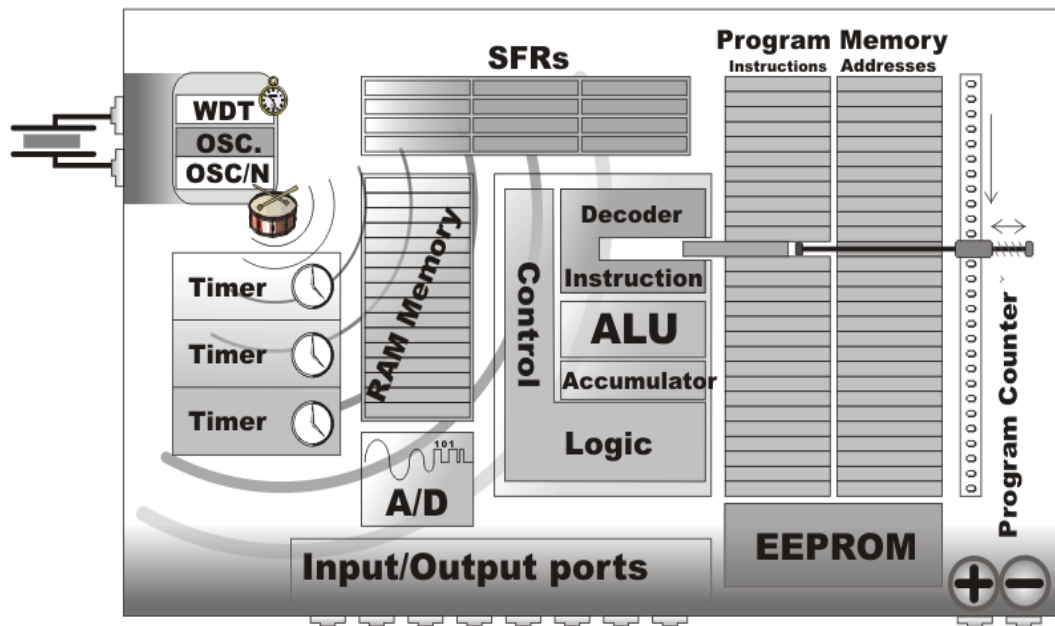 SFRs
Program Memory
Instructions
Addresses
WDT
OSC.
OSC/N
Timer
Timer
Timer
RAM Memory
101
A/D
Control
Logic
Decoder
Instruction
ALU
Accumulator
Program Counter
EEPROM
Input/Output ports
+ −